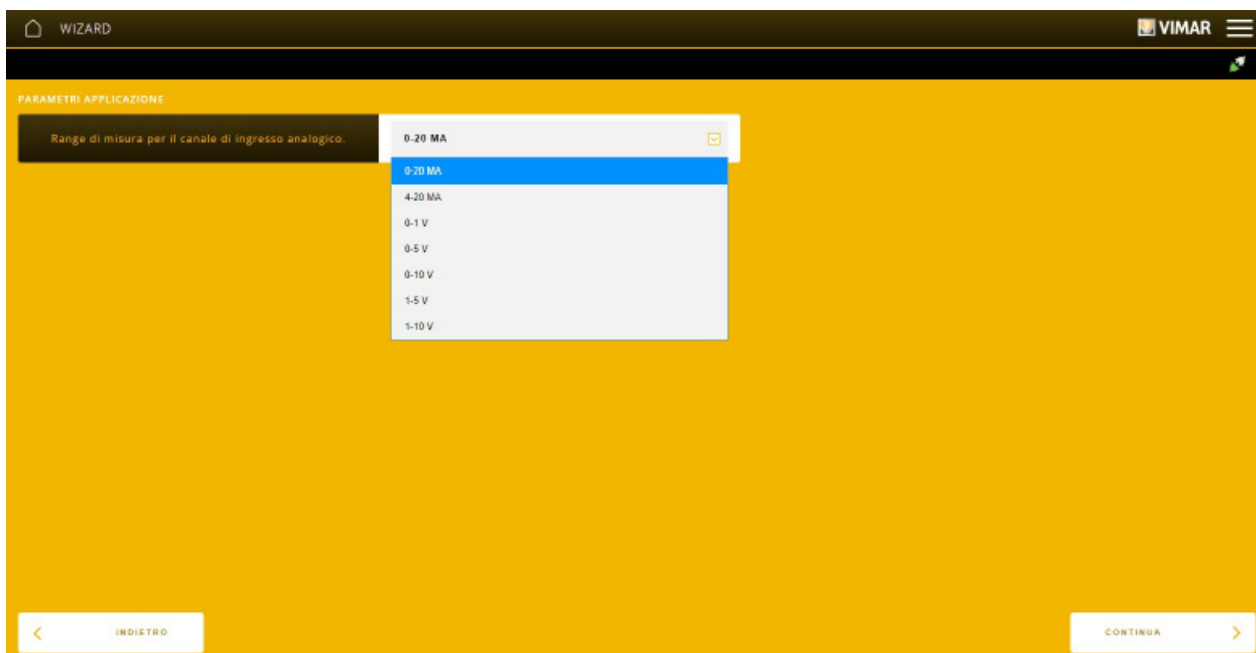 WIZARD
VIMAR
PARAMETRI APPLICAZIONE
Range di misura per il canale di ingresso analogico.
0-20 MA
0-20 MA
4-20 MA
0-1 V
0-5 V
0-10 V
1-5 V
1-10 V
INDIETRO
CONTINUA